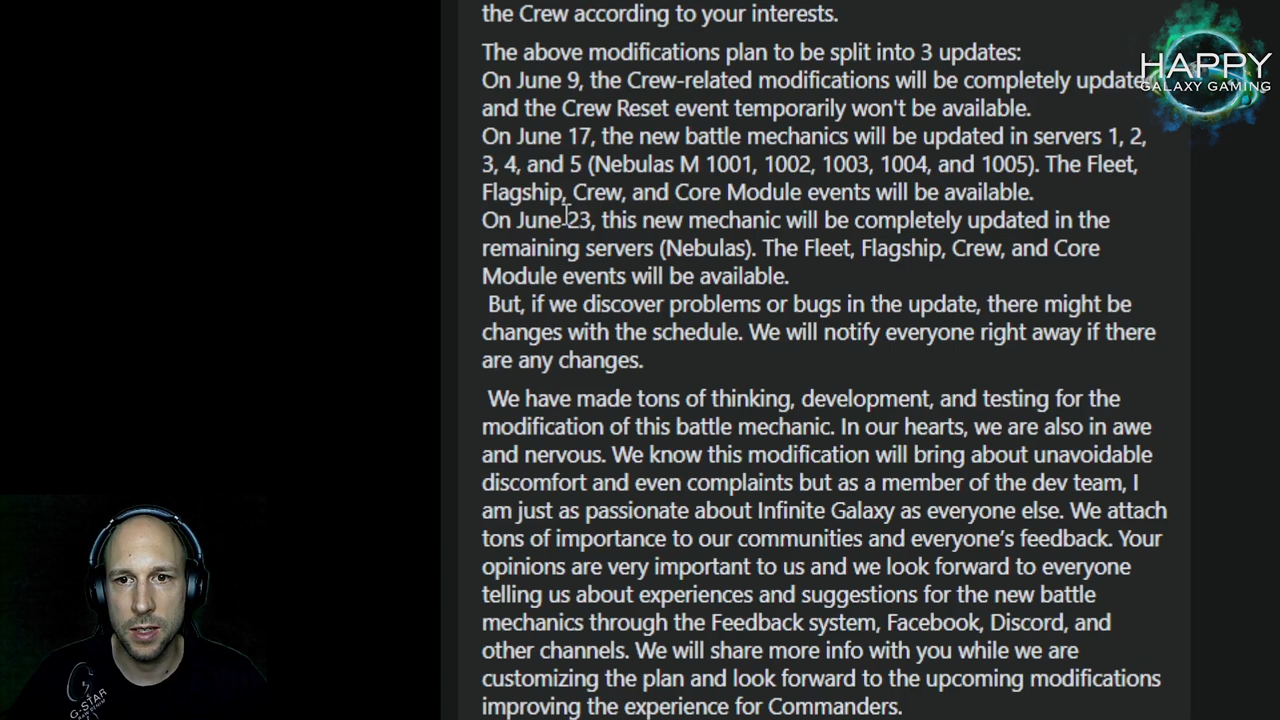 the Crew according to your interests.
The above modifications plan to be split into 3 updates:
On June 9, the Crew-related modifications will be completely update
and the Crew Reset event temporarily won't be available.
On June 17, the new battle mechanics will be updated in servers 1, 2,
3, 4, and 5 (Nebulas M 1001, 1002, 1003, 1004, and 1005). The Fleet,
Flagship, Crew, and Core Module events will be available.
On June 23, this new mechanic will be completely updated in the
remaining servers (Nebulas). The Fleet, Flagship, Crew, and Core
Module events will be available.
But, if we discover problems or bugs in the update, there might be
changes with the schedule. We will notify everyone right away if there
are any changes.
We have made tons of thinking, development, and testing for the
modification of this battle mechanic. In our hearts, we are also in awe
and nervous. We know this modification will bring about unavoidable
discomfort and even complaints but as a member of the dev team, I
am just as passionate about Infinite Galaxy as everyone else. We attach
tons of importance to our communities and everyone's feedback. Your
opinions are very important to us and we look forward to everyone
telling us about experiences and suggestions for the new battle
mechanics through the Feedback system, Facebook, Discord, and
other channels. We will share more info with you while we are
customizing the plan and look forward to the upcoming modifications
improving the experience for Commanders.
HAPPY
GALAXY GAMING
G-STAR